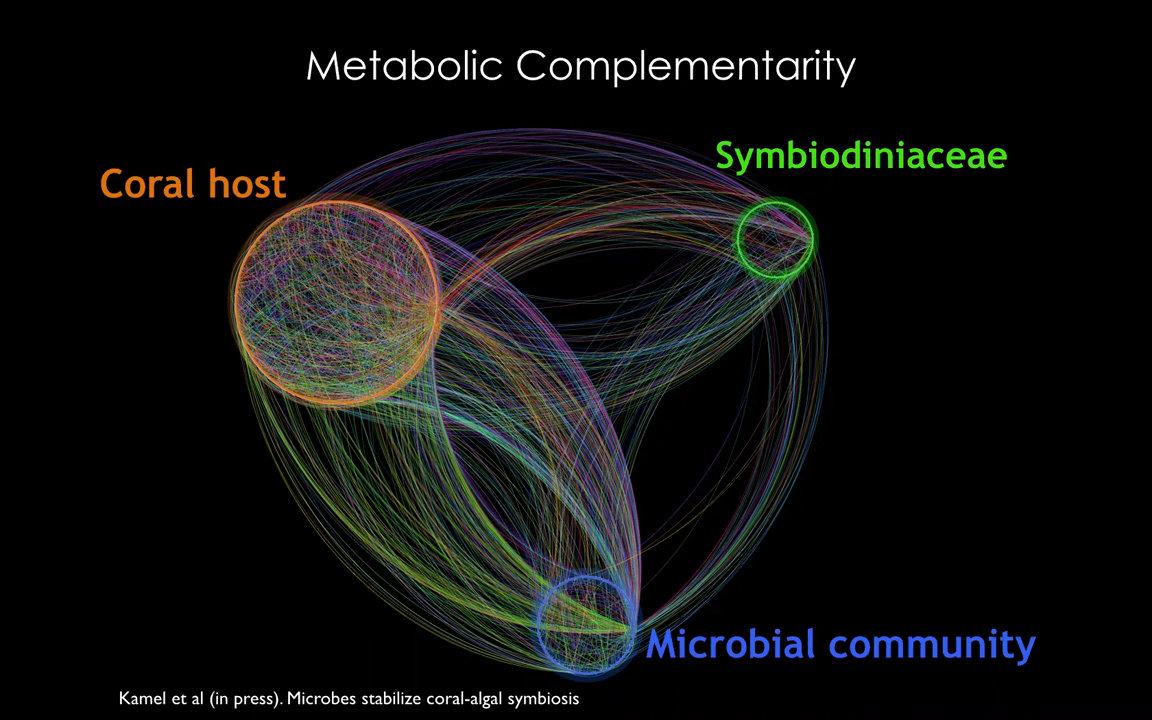 Metabolic Complementarity
Symbiodiniaceae
Coral host
Microbial community
Kamel et al (in press). Microbes stabilize coral-algal symbiosis